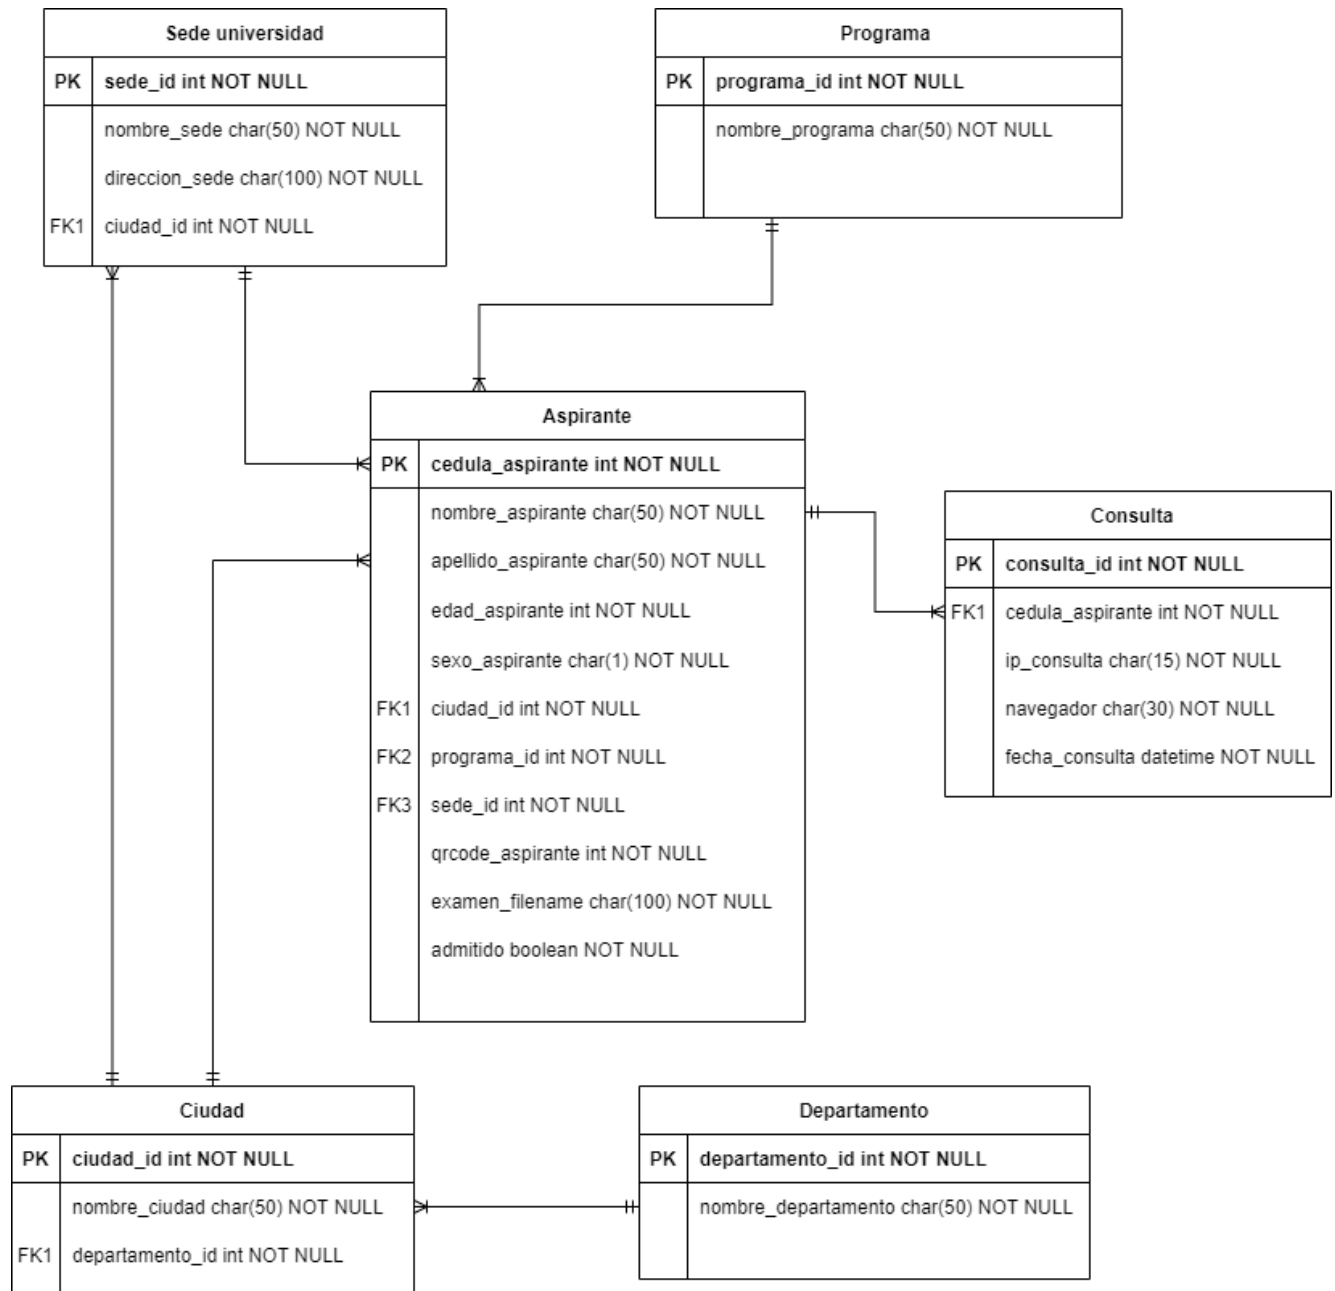 Sede universidad
PK sede_id int NOT NULL
nombre_sede char(50) NOT NULL
direccion_sede char(100) NOT NULL
FK1 ciudad_id int NOT NULL
Programa
PK programa_id int NOT NULL
nombre_programa char(50) NOT NULL
Aspirante
PK cedula_aspirante int NOT NULL
nombre_aspirante char(50) NOT NULL
apellido_aspirante char(50) NOT NULL
edad_aspirante int NOT NULL
sexo_aspirante char(1) NOT NULL
FK1 ciudad_id int NOT NULL
FK2 programa_id int NOT NULL
FK3 sede_id int NOT NULL
qrcode_aspirante int NOT NULL
examen_filename char(100) NOT NULL
admitido boolean NOT NULL
Consulta
PK consulta_id int NOT NULL
FK1 cedula_aspirante int NOT NULL
ip_consulta char(15) NOT NULL
navegador char(30) NOT NULL
fecha_consulta datetime NOT NULL
Ciudad
PK ciudad_id int NOT NULL
nombre_ciudad char(50) NOT NULL
FK1 departamento_id int NOT NULL
Departamento
PK departamento_id int NOT NULL
nombre_departamento char(50) NOT NULL